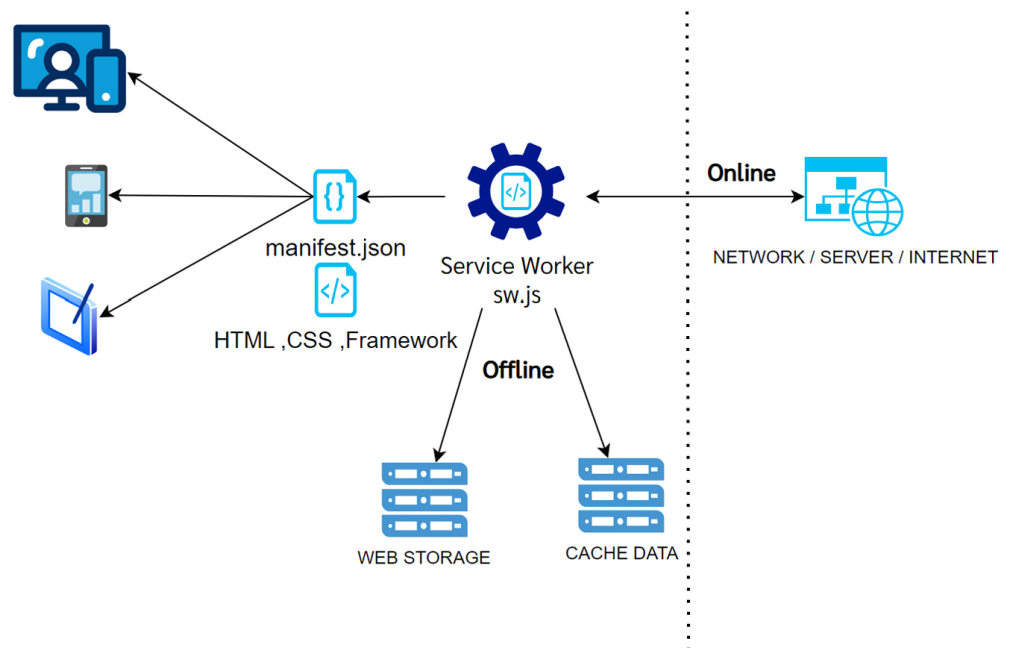 Online
manifest.json
Service Worker
sw.js
NETWORK / SERVER / INTERNET
HTML ,CSS ,Framework
Offline
WEB STORAGE
CACHE DATA